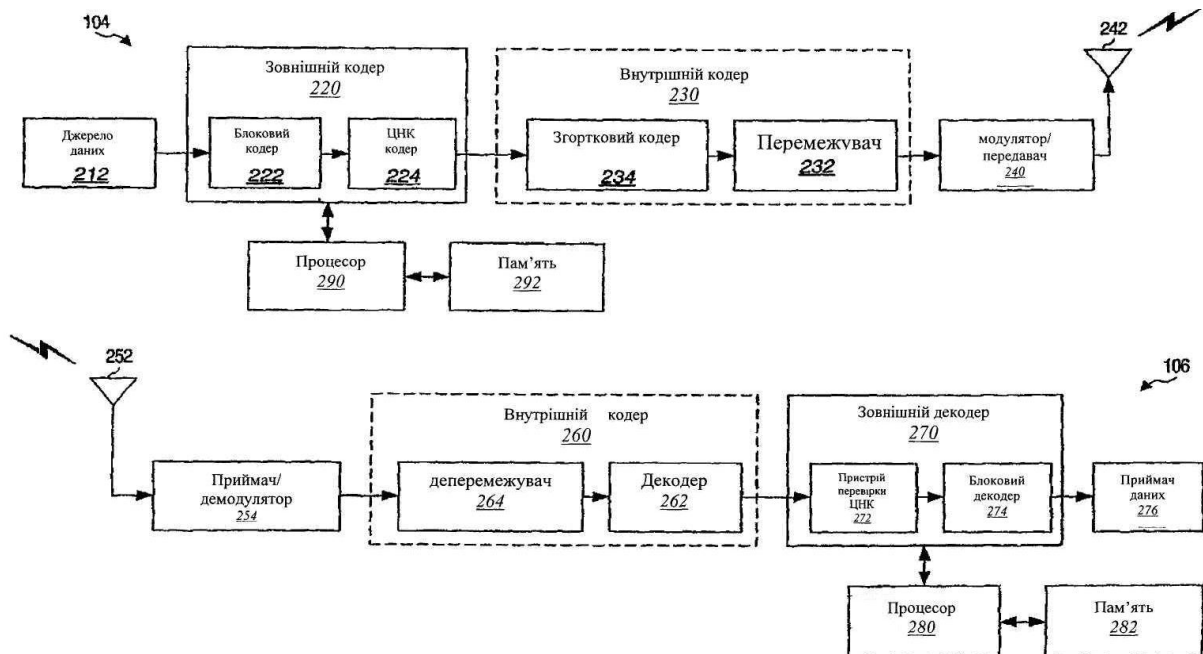 104
242
Зовнішній кодер
220
Внутрішній кодер
230
Джерело
даних
212
Блоковий
кодер
222
ЦНК
кодер
224
Згортковий кодер
234
Перемежувач
232
модулятор/
передавач
240
Процесор
290
Пам’ять
292
252
106
Внутрішній кодер
260
Зовнішній декодер
270
Приймач/
демодулятор
254
деперемежувач
264
Декодер
262
Пристрій
перевірки
ЦНК
272
Блоковий
декодер
274
Приймач
даних
276
Процесор
280
Пам’ять
282